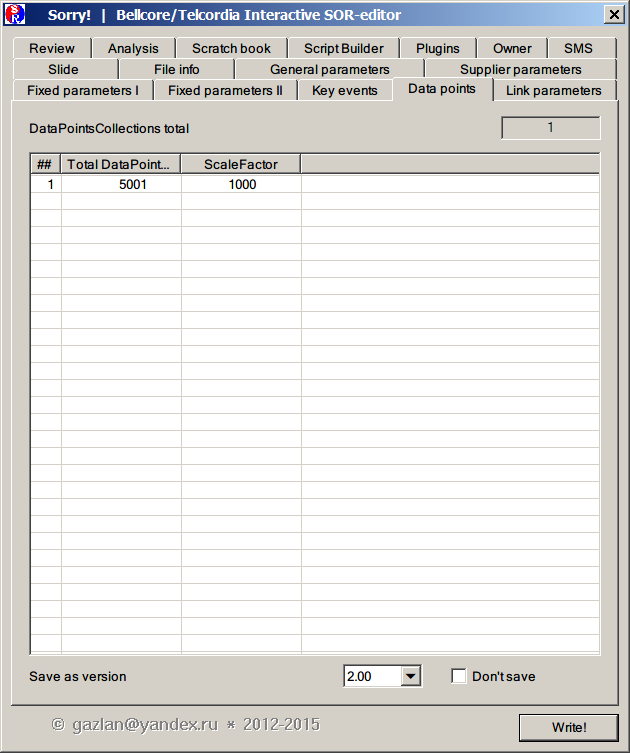 Sorry! | Bellcore/Telcordia Interactive SOR-editor
Review Analysis Scratch book Script Builder Plugins Owner SMS
Slide File info General parameters Supplier parameters
Fixed parameters I Fixed parameters II Key events Data points Link parameters
DataPointsCollections total 1
## Total DataPoint... ScaleFactor
1 5001 1000
Save as version 2.00 Don't save
© gazlan@yandex.ru * 2012-2015
Write!